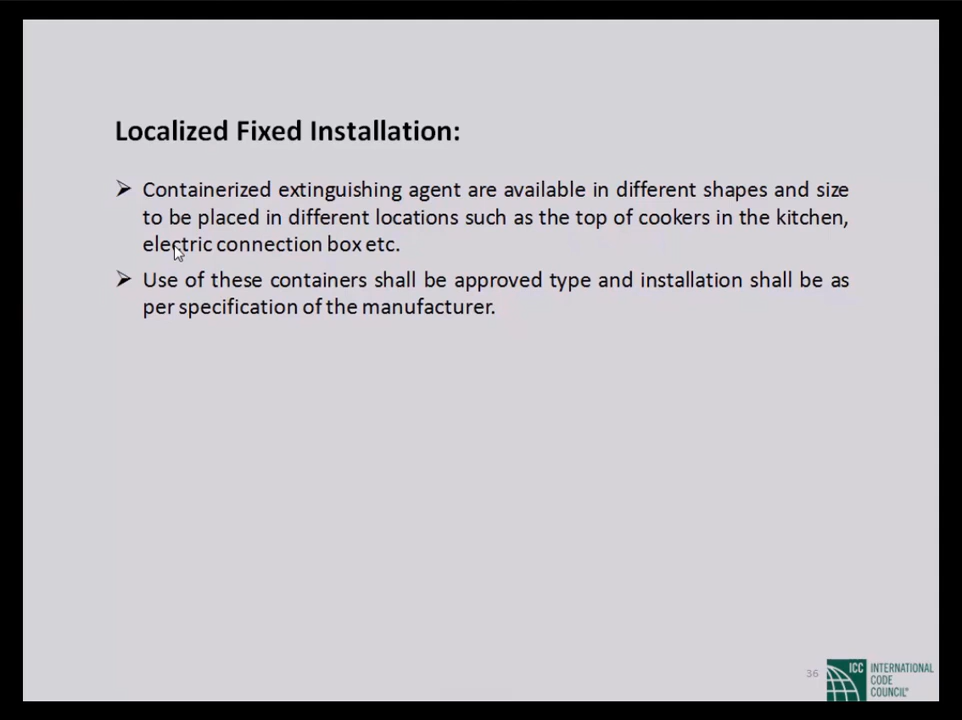 Localized Fixed Installation:
➢ Containerized extinguishing agent are available in different shapes and size
to be placed in different locations such as the top of cookers in the kitchen,
electric connection box etc.
➢ Use of these containers shall be approved type and installation shall be as
per specification of the manufacturer.
36
ICC
INTERNATIONAL
CODE
COUNCIL®